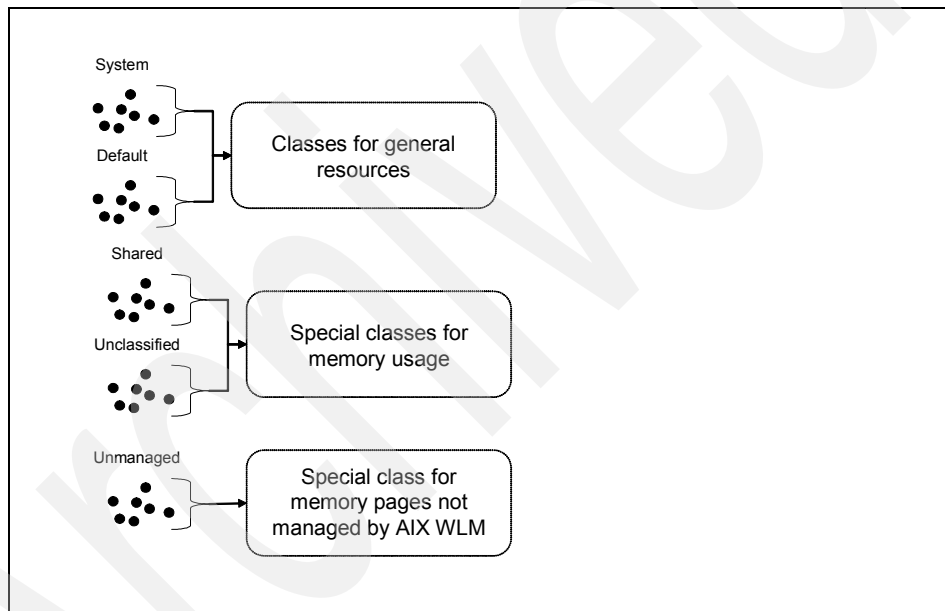 System
Default
Classes for general
resources
Shared
Unclassified
Special classes for
memory usage
Unmanaged
Special class for
memory pages not
managed by AIX WLM
Archived